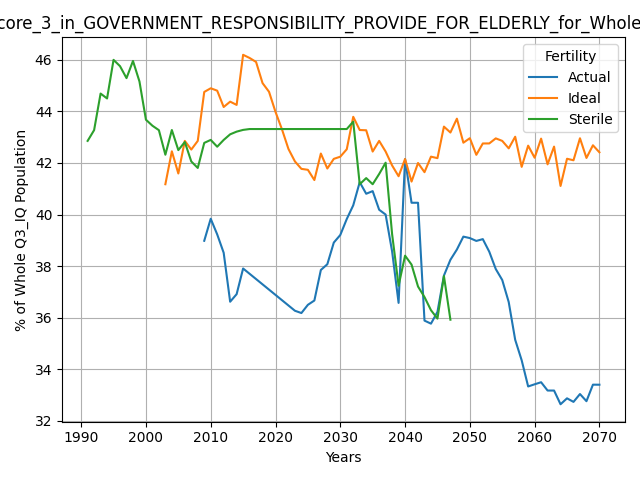 core_3_in_GOVERNMENT_RESPONSIBILITY_PROVIDE_FOR_ELDERLY_for_Whole
Fertility
Actual
Ideal
Sterile
% of Whole Q3_IQ Population
46
44
42
40
38
36
34
32
1990 2000 2010 2020 2030 2040 2050 2060 2070
Years